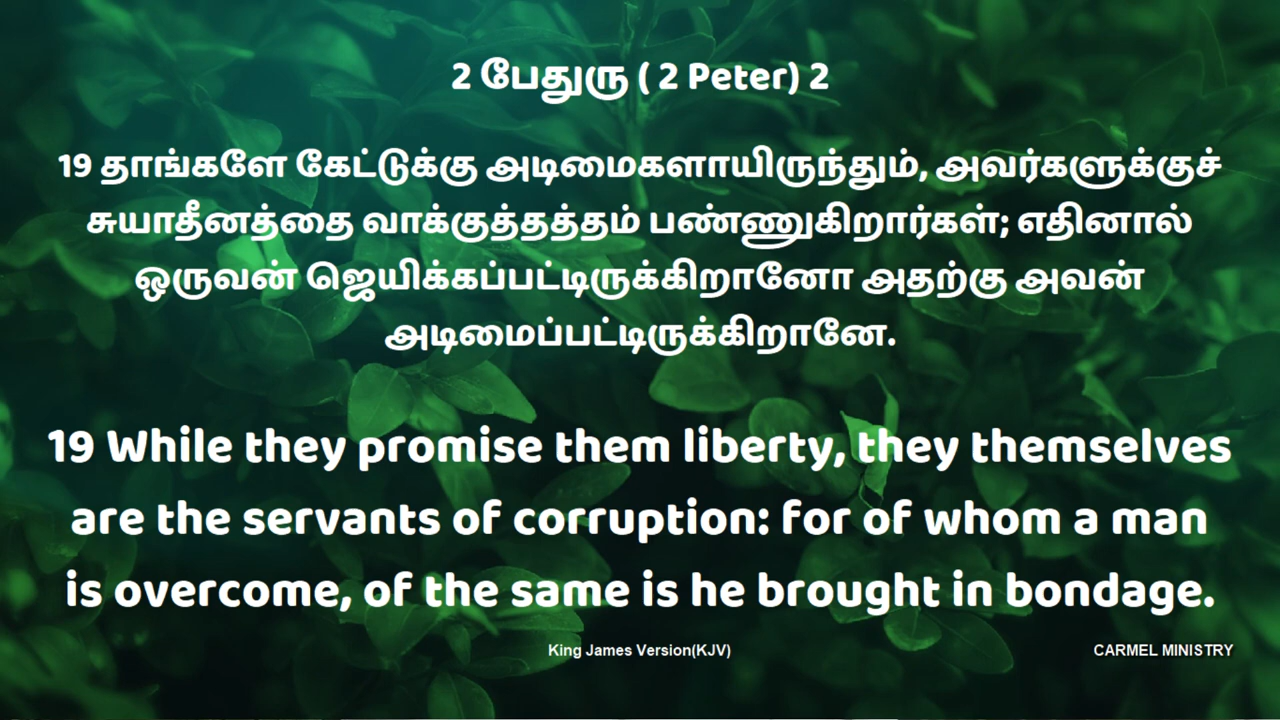 2 பேதுரு ( 2 Peter) 2
19 தாங்களே கேட்டுக்கு அடிமைகளாயிருந்தும், அவர்களுக்குச்
சுயாதீனத்தை வாக்குத்தத்தம் பண்ணுகிறார்கள்; எதினால்
ஒருவன் ஜெயிக்கப்பட்டிருக்கிறானோ அதற்கு அவன்
அடிமைப்பட்டிருக்கிறானே.
19 While they promise them liberty, they themselves
are the servants of corruption: for of whom a man
is overcome, of the same is he brought in bondage.
King James Version(KJV)
CARMEL MINISTRY